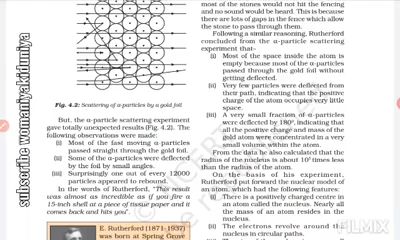 subscribe womaniyakiduniya
Fig. 4.2: Scattering of α-particles by a gold foil
But, the α-particle scattering experiment
gave totally unexpected results (Fig. 4.2). The
following observations were made:
(i) Most of the fast moving α-particles
passed straight through the gold foil.
(ii) Some of the α-particles were deflected
by the foil by small angles.
(iii) Surprisingly one out of every 12000
particles appeared to rebound.
In the words of Rutherford, "This result
was almost as incredible as if you fire a
15-inch shell at a piece of tissue paper and it
comes back and hits you".
E. Rutherford (1871–1937)
was born at Spring Grove
most of the stones would not hit the fencing
and no sound would be heard. This is because
there are lots of gaps in the fence which allow
the stone to pass through them.
Following a similar reasoning, Rutherford
concluded from the α-particle scattering
experiment that–
(i) Most of the space inside the atom is
empty because most of the α-particles
passed through the gold foil without
getting deflected.
(ii) Very few particles were deflected from
their path, indicating that the positive
charge of the atom occupies very little
space.
(iii) A very small fraction of α-particles
were deflected by 180°, indicating that
all the positive charge and mass of the
gold atom were concentrated in a very
small volume within the atom.
From the data he also calculated that the
radius of the nucleus is about 10⁵ times less
than the radius of the atom.
On the basis of his experiment,
Rutherford put forward the nuclear model of
an atom, which had the following features:
(i) There is a positively charged centre in
an atom called the nucleus. Nearly all
the mass of an atom resides in the
nucleus.
(ii) The electrons revolve around the
nucleus in circular paths.
FILMIX